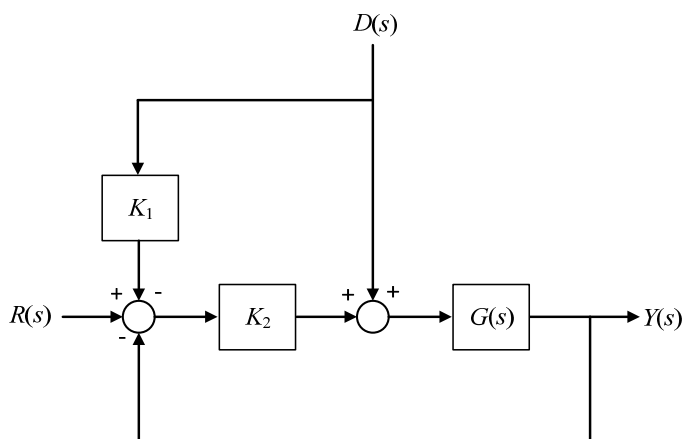 D(s)
K1
+ -
+ +
R(s)
K2
G(s)
Y(s)
-